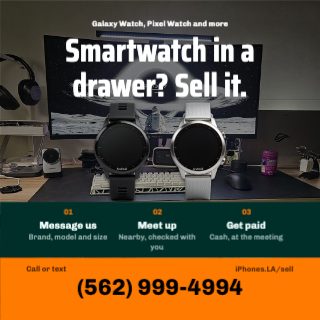 Galaxy Watch, Pixel Watch and more
Smartwatch in a
drawer? Sell it.
01
Message us
Brand, model and size
02
Meet up
Nearby, checked with
you
03
Get paid
Cash, at the meeting
Call or text
iPhones.LA/sell
(562) 999-4994